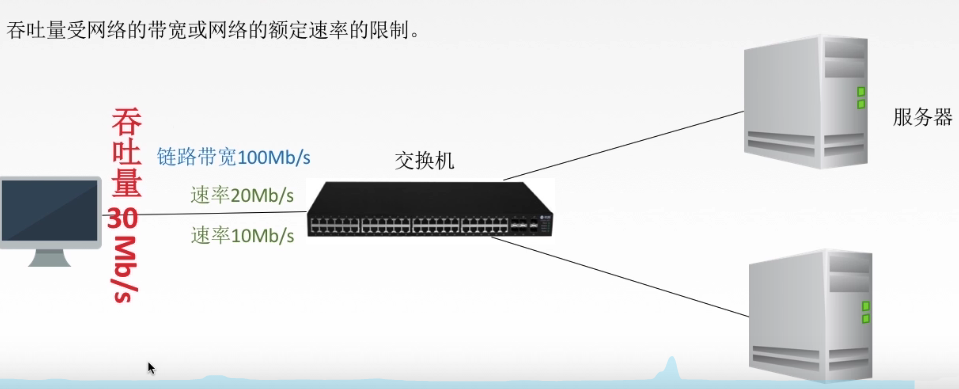 吞吐量受网络的带宽或网络的额定速率的限制。
吞吐量30Mb/s
链路带宽100Mb/s
速率20Mb/s
速率10Mb/s
交换机
服务器